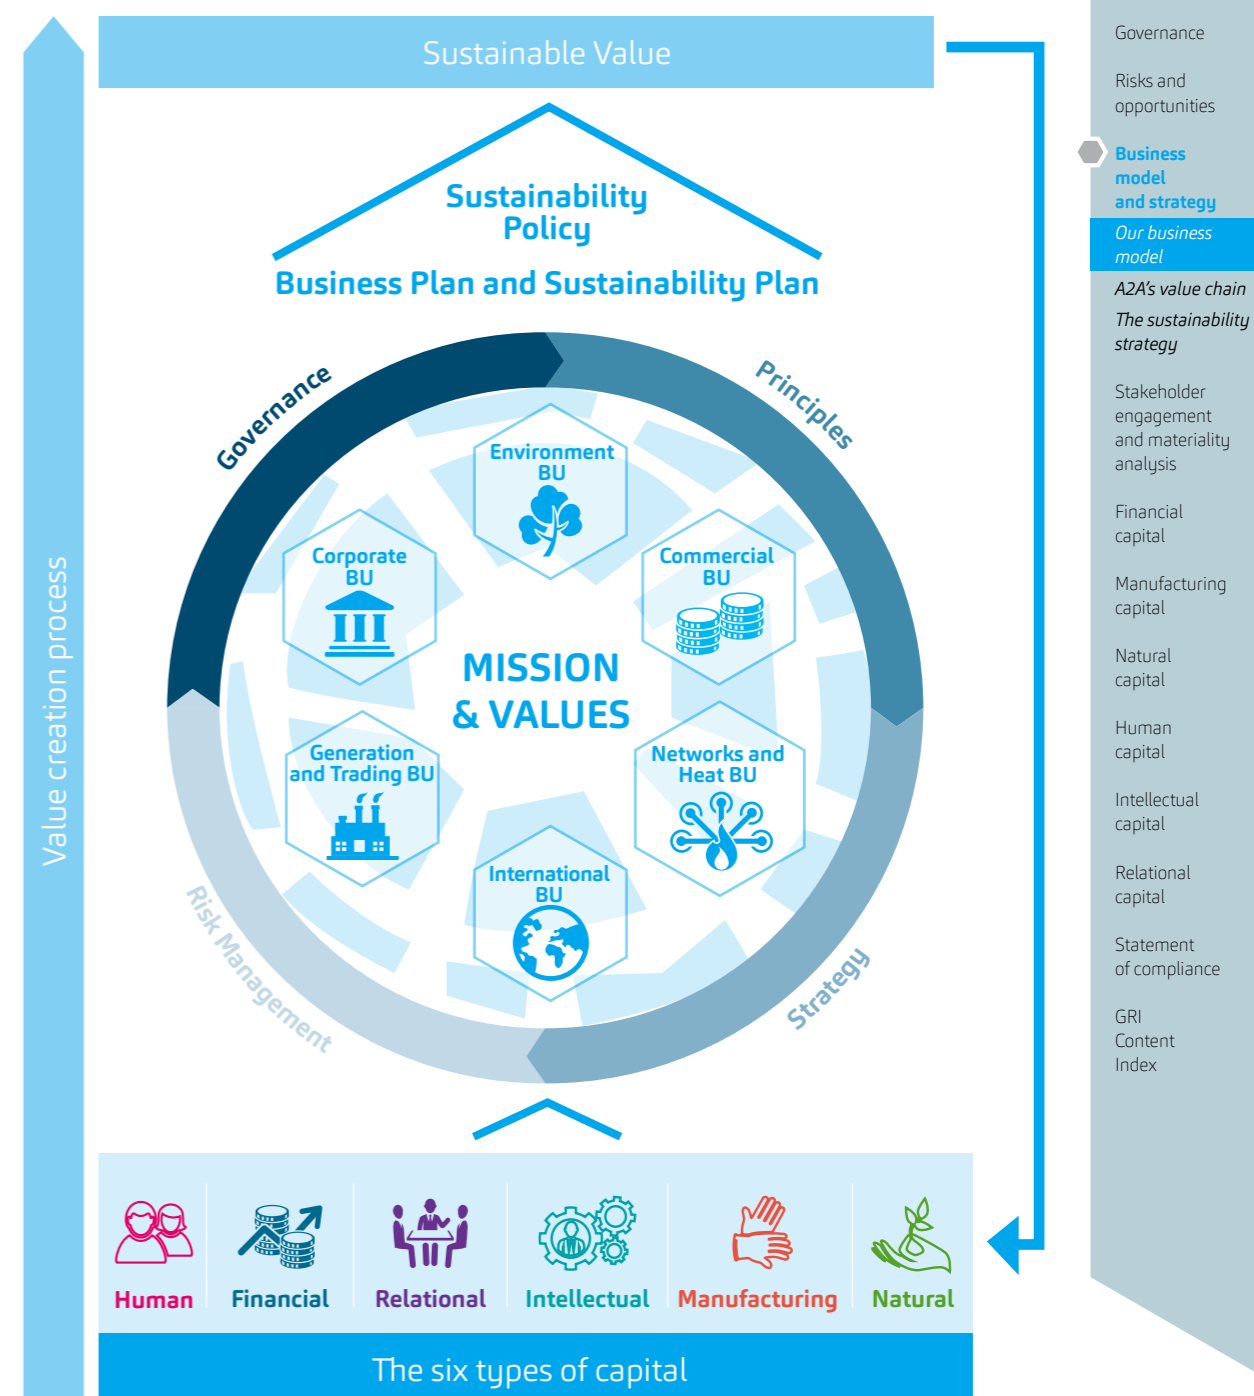 Sustainable Value
Sustainability
Policy
Business Plan and Sustainability Plan
Governance
Principles
Environment
BU
Corporate
BU
Commercial
BU
MISSION
& VALUES
Generation
and Trading BU
Networks and
Heat BU
International
BU
Risk Management
Strategy
Value creation process
Human
Financial
Relational
Intellectual
Manufacturing
Natural
The six types of capital
Governance
Risks and
opportunities
Business
model
and strategy
Our business
model
A2A's value chain
The sustainability
strategy
Stakeholder
engagement
and materiality
analysis
Financial
capital
Manufacturing
capital
Natural
capital
Human
capital
Intellectual
capital
Relational
capital
Statement
of compliance
GRI
Content
Index